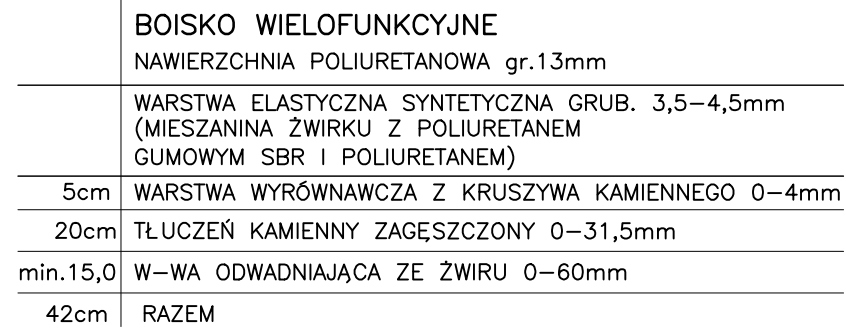 BOISKO WIELOFUNKCYJNE
NAWIERZCHNIA POLIURETANOWA gr.13mm
WARSTWA ELASTYCZNA SYNTETYCZNA GRUB. 3,5-4,5mm
(MIESZANINA ŻWIRKU Z POLIURETANEM
GUMOWYM SBR I POLIURETANEM)
5cm WARSTWA WYRÓWNAWCZA Z KRUSZYWA KAMIENNEGO 0-4mm
20cm TŁUCZEŃ KAMIENNY ZAGĘSZCZONY 0-31,5mm
min.15,0 W-WA ODWADNIAJĄCA ZE ŻWIRU 0-60mm
42cm RAZEM